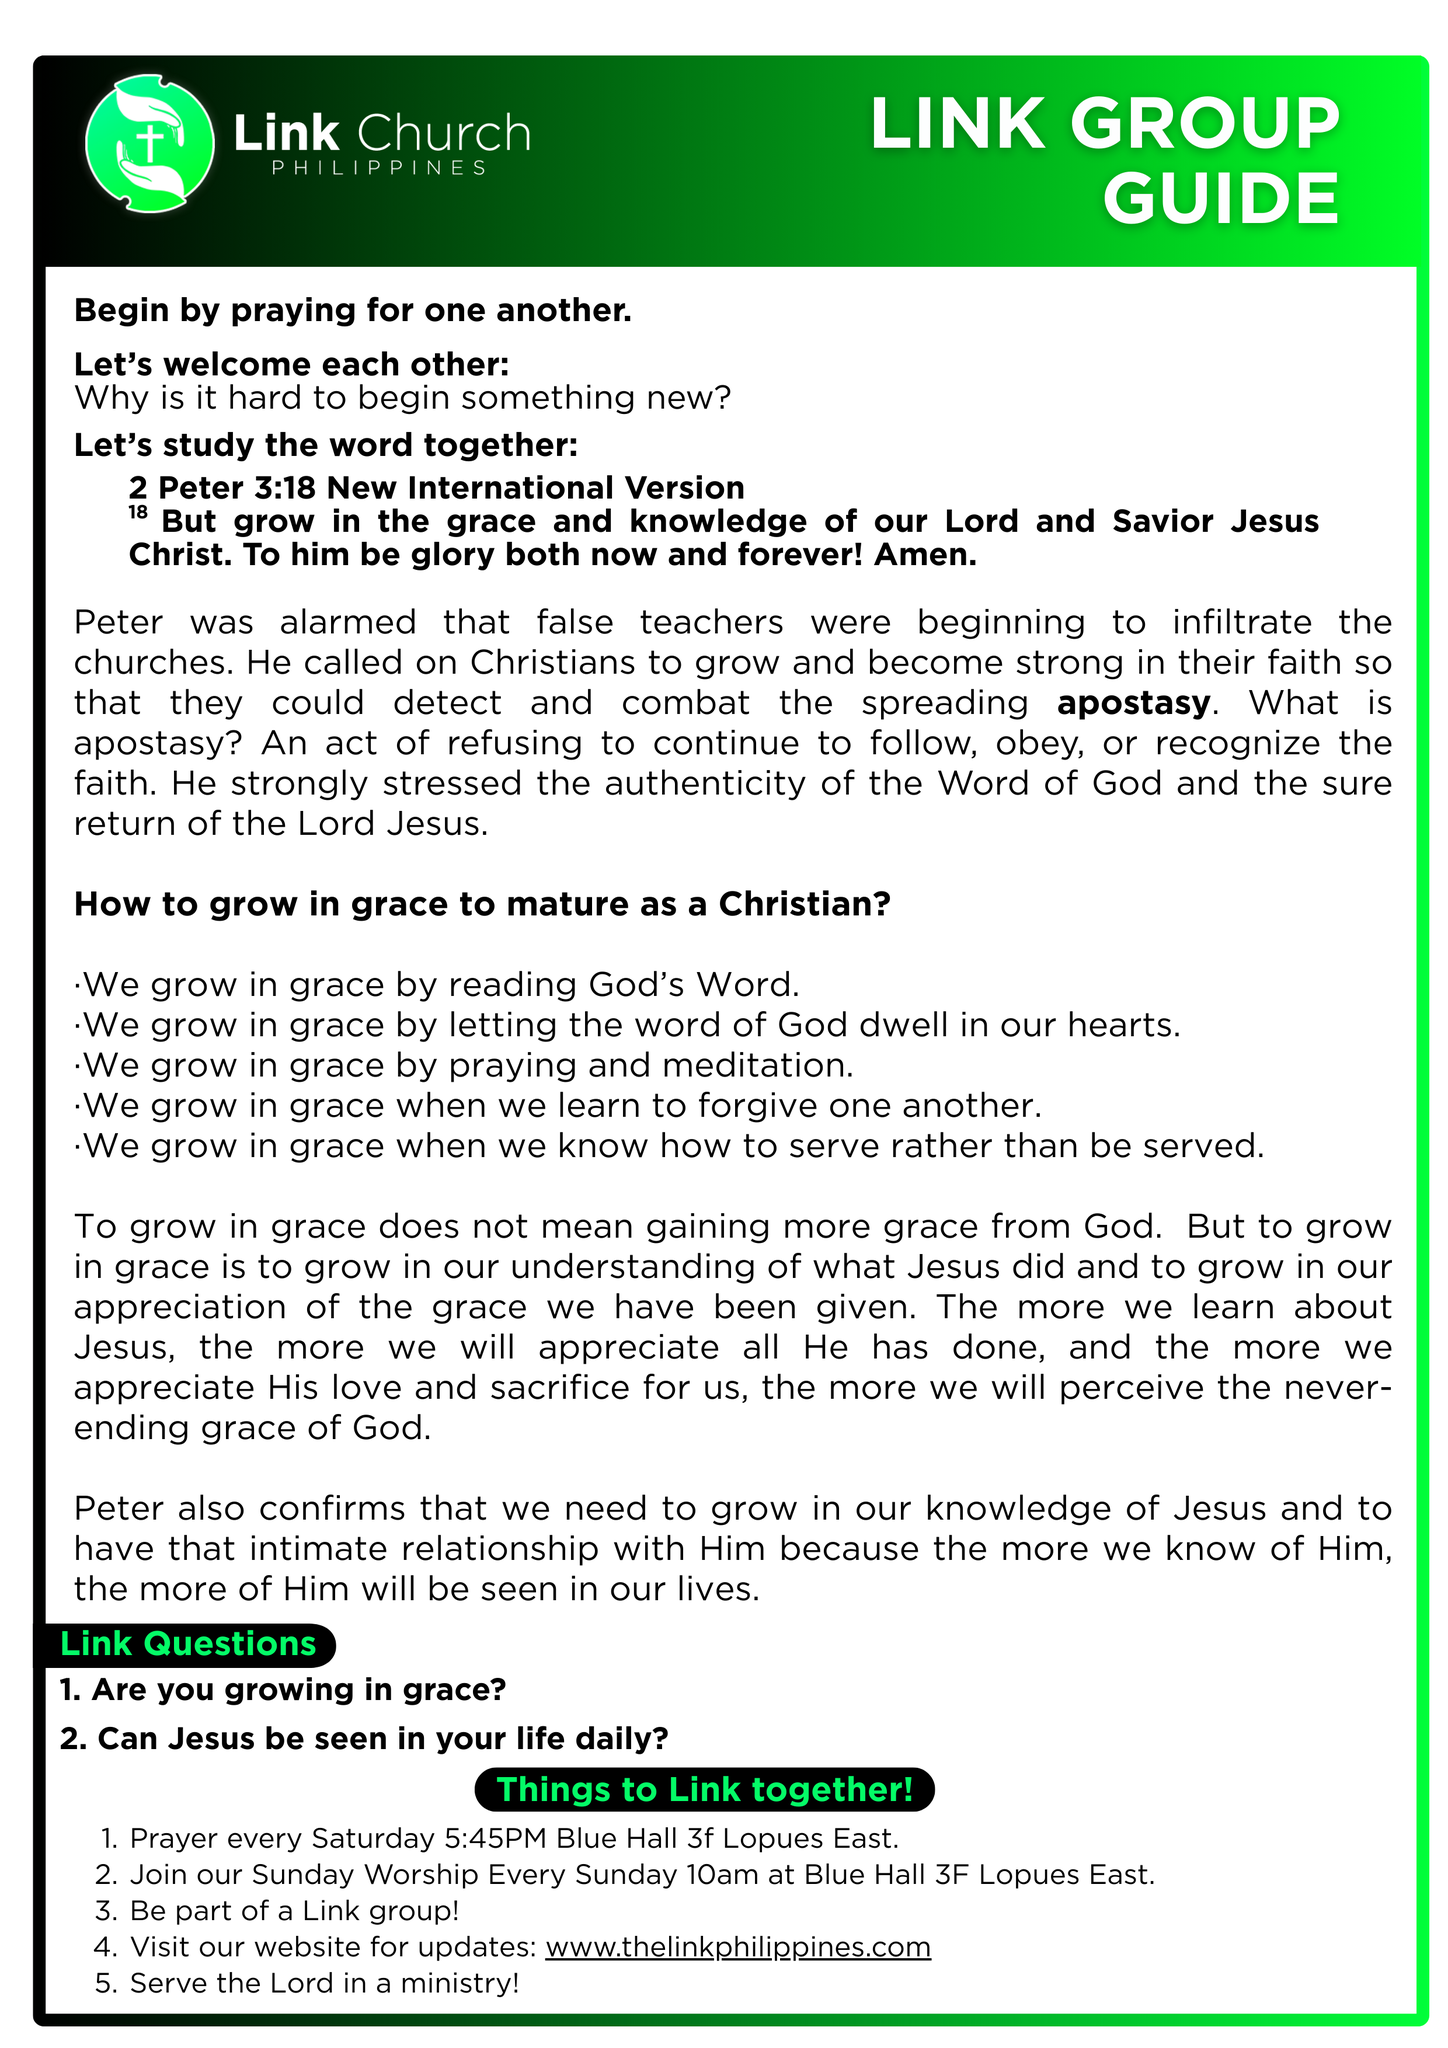 Link Church
PHILIPPINES
LINK GROUP
GUIDE
Begin by praying for one another.
Let's welcome each other:
Why is it hard to begin something new?
Let's study the word together:
2 Peter 3:18 New International Version
18 But grow in the grace and knowledge of our Lord and Savior Jesus
Christ. To him be glory both now and forever! Amen.
Peter was alarmed that false teachers were beginning to infiltrate the
churches. He called on Christians to grow and become strong in their faith so
that they could detect and combat the spreading apostasy. What is
apostasy? An act of refusing to continue to follow, obey, or recognize the
faith. He strongly stressed the authenticity of the Word of God and the sure
return of the Lord Jesus.
How to grow in grace to mature as a Christian?
·We grow in grace by reading God's Word.
·We grow in grace by letting the word of God dwell in our hearts.
·We grow in grace by praying and meditation.
·We grow in grace when we learn to forgive one another.
·We grow in grace when we know how to serve rather than be served.
To grow in grace does not mean gaining more grace from God. But to grow
in grace is to grow in our understanding of what Jesus did and to grow in our
appreciation of the grace we have been given. The more we learn about
Jesus, the more we will appreciate all He has done, and the more we
appreciate His love and sacrifice for us, the more we will perceive the never-
ending grace of God.
Peter also confirms that we need to grow in our knowledge of Jesus and to
have that intimate relationship with Him because the more we know of Him,
the more of Him will be seen in our lives.
Link Questions
1. Are you growing in grace?
2. Can Jesus be seen in your life daily?
Things to Link together!
1. Prayer every Saturday 5:45PM Blue Hall 3f Lopues East.
2. Join our Sunday Worship Every Sunday 10am at Blue Hall 3F Lopues East.
3. Be part of a Link group!
4. Visit our website for updates: www.thelinkphilippines.com
5. Serve the Lord in a ministry!